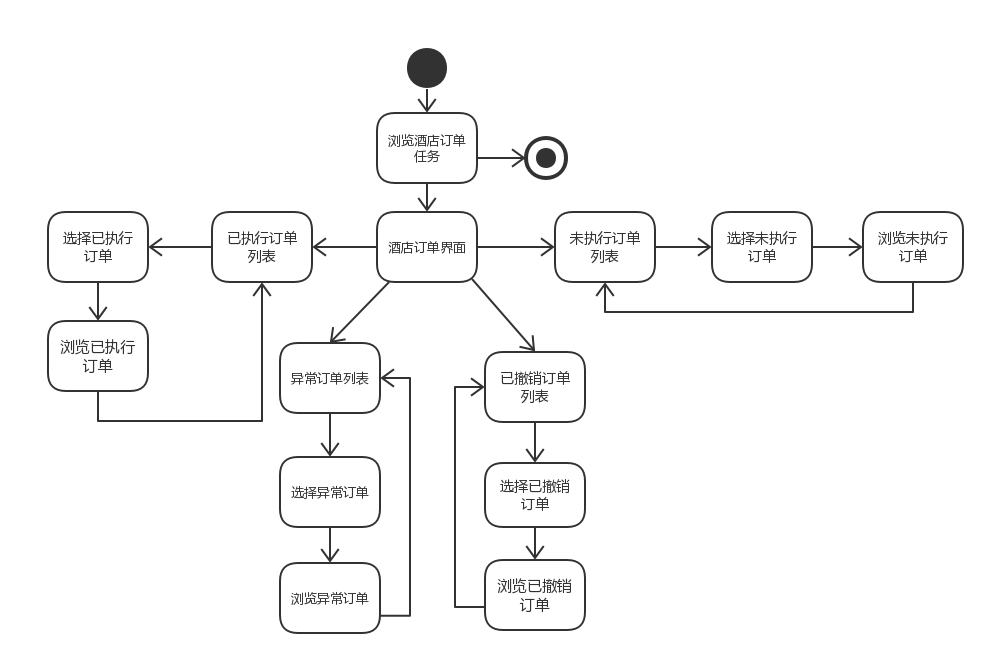 浏览酒店订单
任务
选择已执行
订单
已执行订单
列表
酒店订单界面
未执行订单
列表
选择未执行
订单
浏览未执行
订单
浏览已执行
订单
异常订单列表
已撤销订单
列表
选择异常订单
选择已撤销
订单
浏览异常订单
浏览已撤销
订单